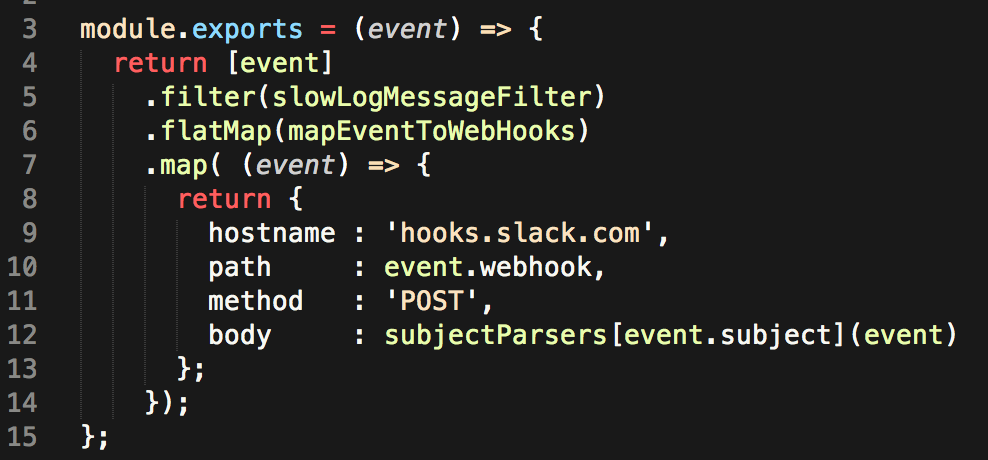 3 module.exports = (event) => {
4 return [event]
5 .filter(slowLogMessageFilter)
6 .flatMap(mapEventToWebHooks)
7 .map( (event) => {
8 return {
9 hostname : 'hooks.slack.com',
10 path : event.webhook,
11 method : 'POST',
12 body : subjectParsers[event.subject](event)
13 };
14 });
15 };